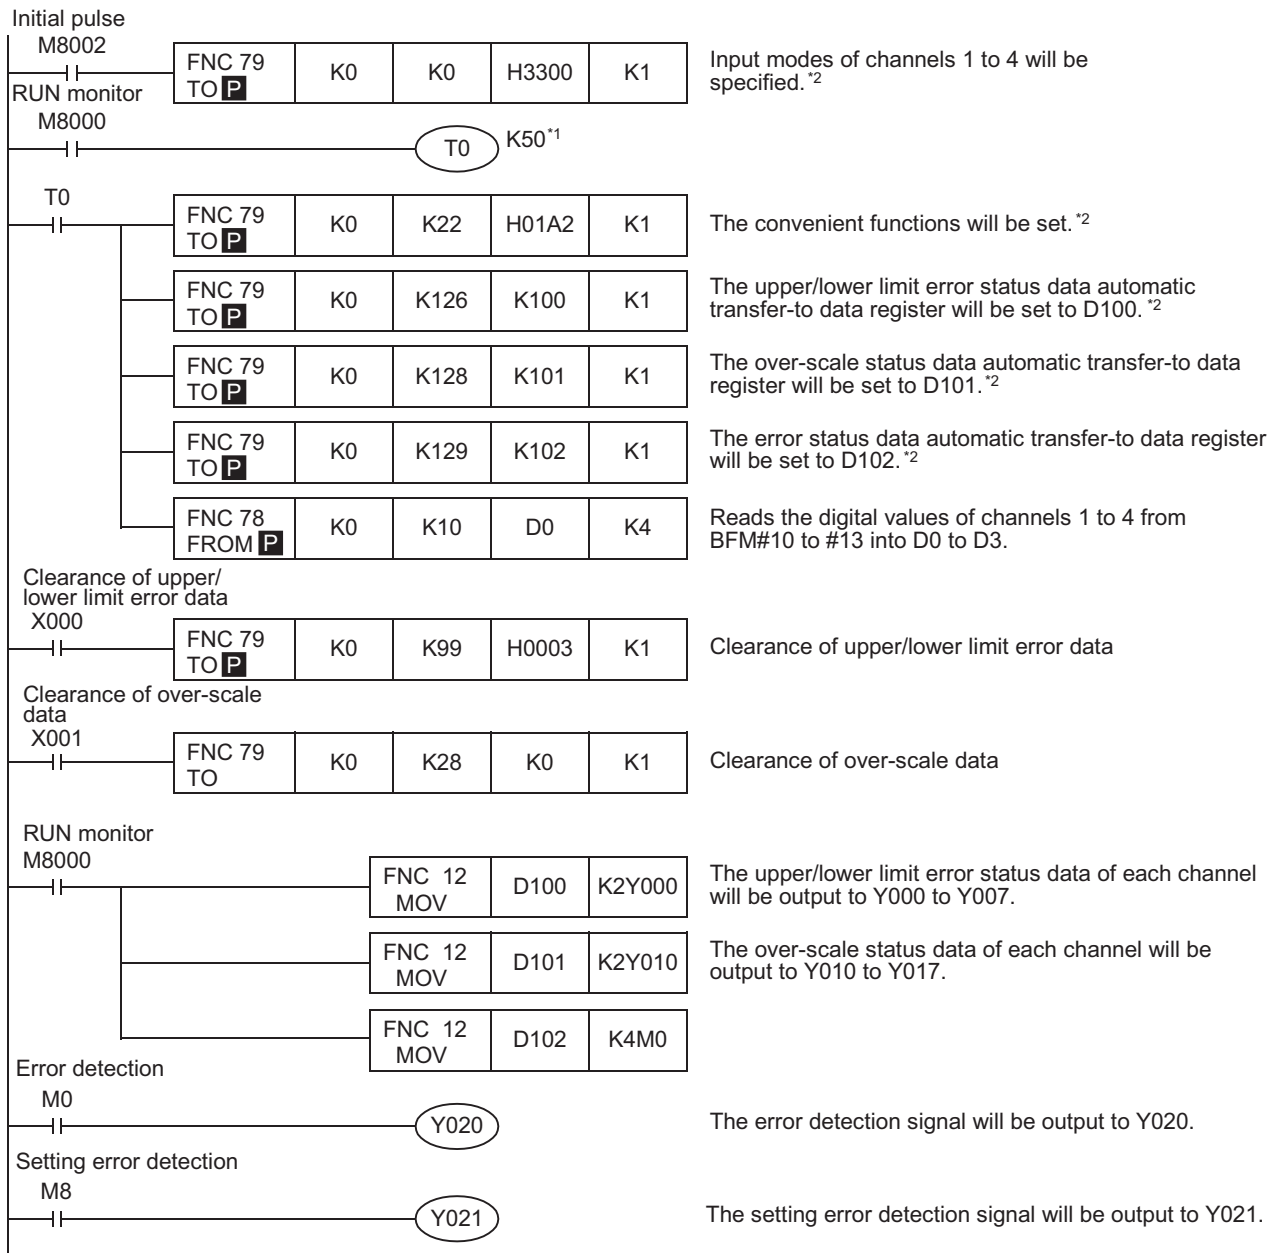 Initial pulse
M8002
FNC 79
TO P
K0
K0
H3300
K1
Input modes of channels 1 to 4 will be
specified.*2
RUN monitor
M8000
T0
K50*1
T0
FNC 79
TO P
K0
K22
H01A2
K1
The convenient functions will be set.*2
FNC 79
TO P
K0
K126
K100
K1
The upper/lower limit error status data automatic
transfer-to data register will be set to D100.*2
FNC 79
TO P
K0
K128
K101
K1
The over-scale status data automatic transfer-to data
register will be set to D101.*2
FNC 79
TO P
K0
K129
K102
K1
The error status data automatic transfer-to data register
will be set to D102.*2
FNC 78
FROM P
K0
K10
D0
K4
Reads the digital values of channels 1 to 4 from
BFM#10 to #13 into D0 to D3.
Clearance of upper/
lower limit error data
X000
FNC 79
TO P
K0
K99
H0003
K1
Clearance of upper/lower limit error data
Clearance of over-scale
data
X001
FNC 79
TO
K0
K28
K0
K1
Clearance of over-scale data
RUN monitor
M8000
FNC 12
MOV
D100
K2Y000
The upper/lower limit error status data of each channel
will be output to Y000 to Y007.
FNC 12
MOV
D101
K2Y010
The over-scale status data of each channel will be
output to Y010 to Y017.
FNC 12
MOV
D102
K4M0
Error detection
M0
Y020
The error detection signal will be output to Y020.
Setting error detection
M8
Y021
The setting error detection signal will be output to Y021.